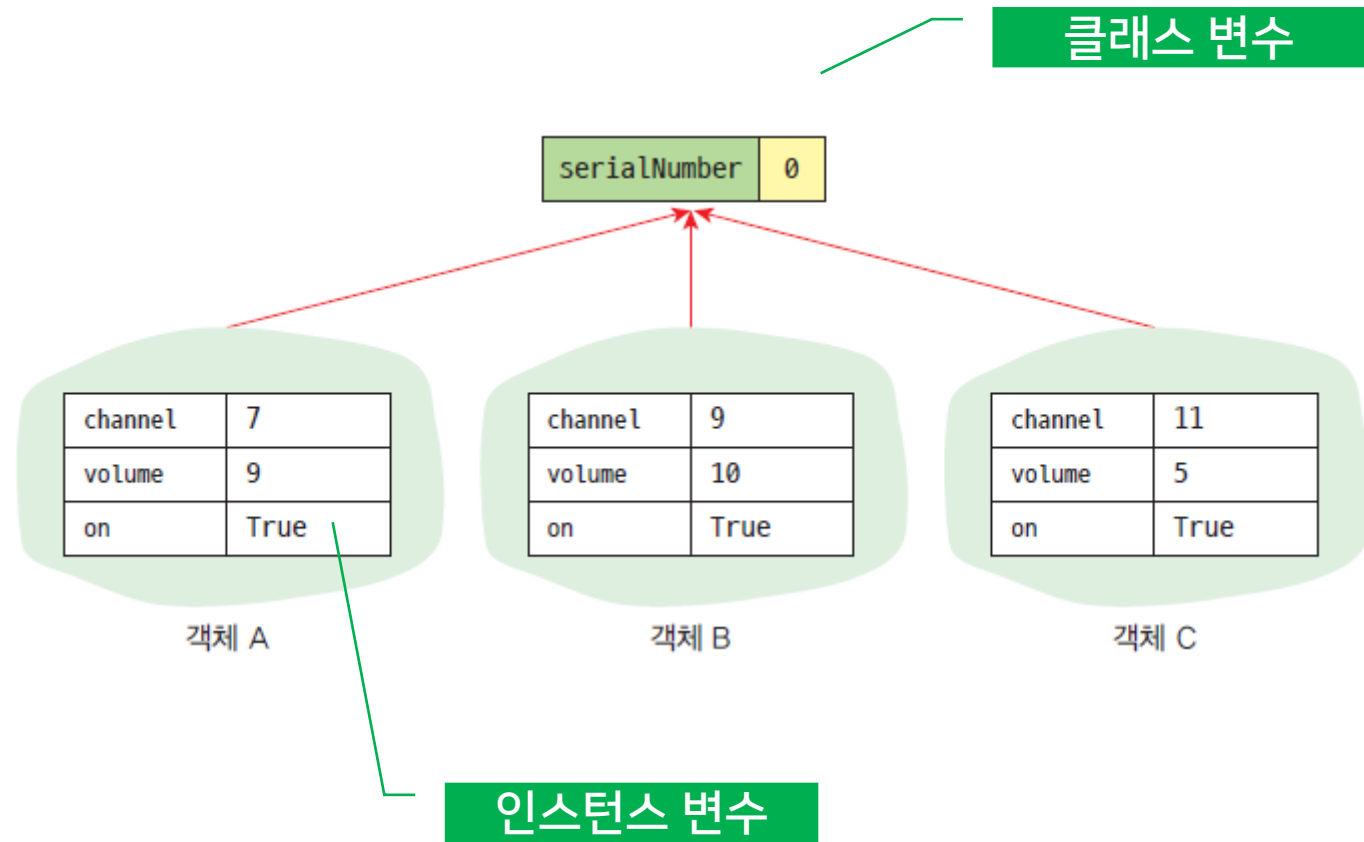 클래스 변수
serialNumber 0
channel 7
volume 9
on True
객체 A
channel 9
volume 10
on True
객체 B
channel 11
volume 5
on True
객체 C
인스턴스 변수